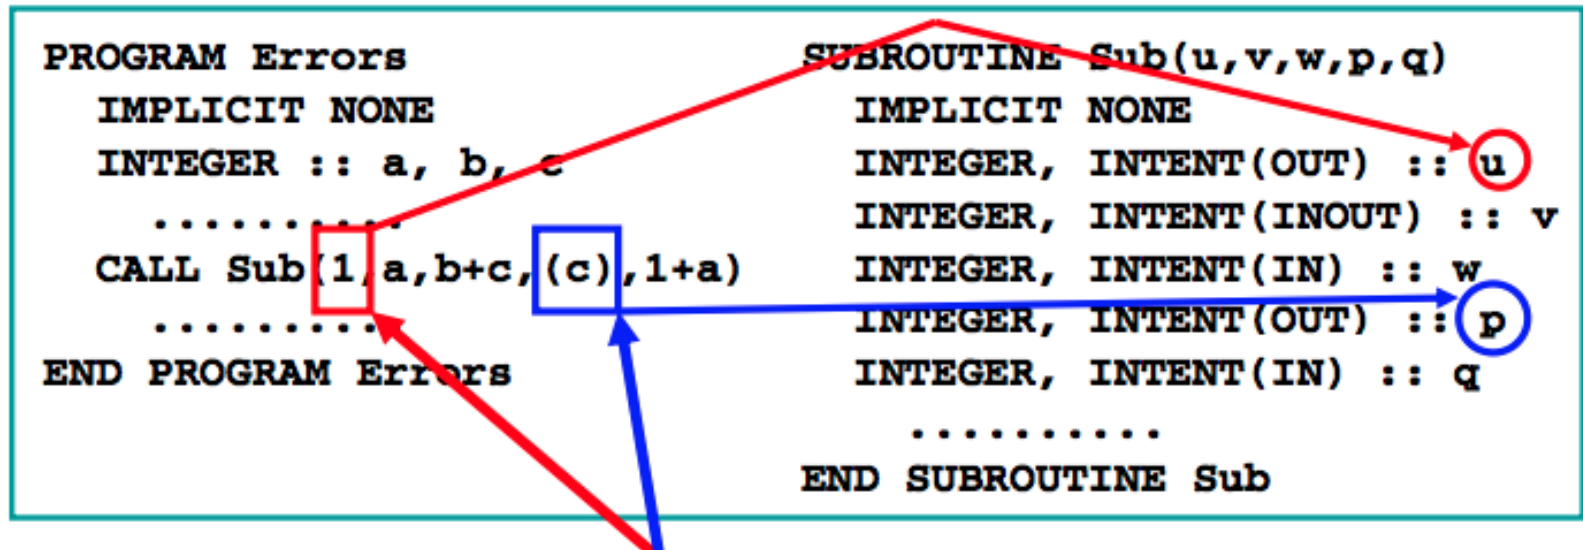 PROGRAM Errors
IMPLICIT NONE
INTEGER :: a, b, c
..........
CALL Sub(1,a,b+c,(c),1+a)
..........
END PROGRAM Errors
SUBROUTINE Sub(u,v,w,p,q)
IMPLICIT NONE
INTEGER, INTENT(OUT) :: u
INTEGER, INTENT(INOUT) :: v
INTEGER, INTENT(IN) :: w
INTEGER, INTENT(OUT) :: p
INTEGER, INTENT(IN) :: q
..........
END SUBROUTINE Sub